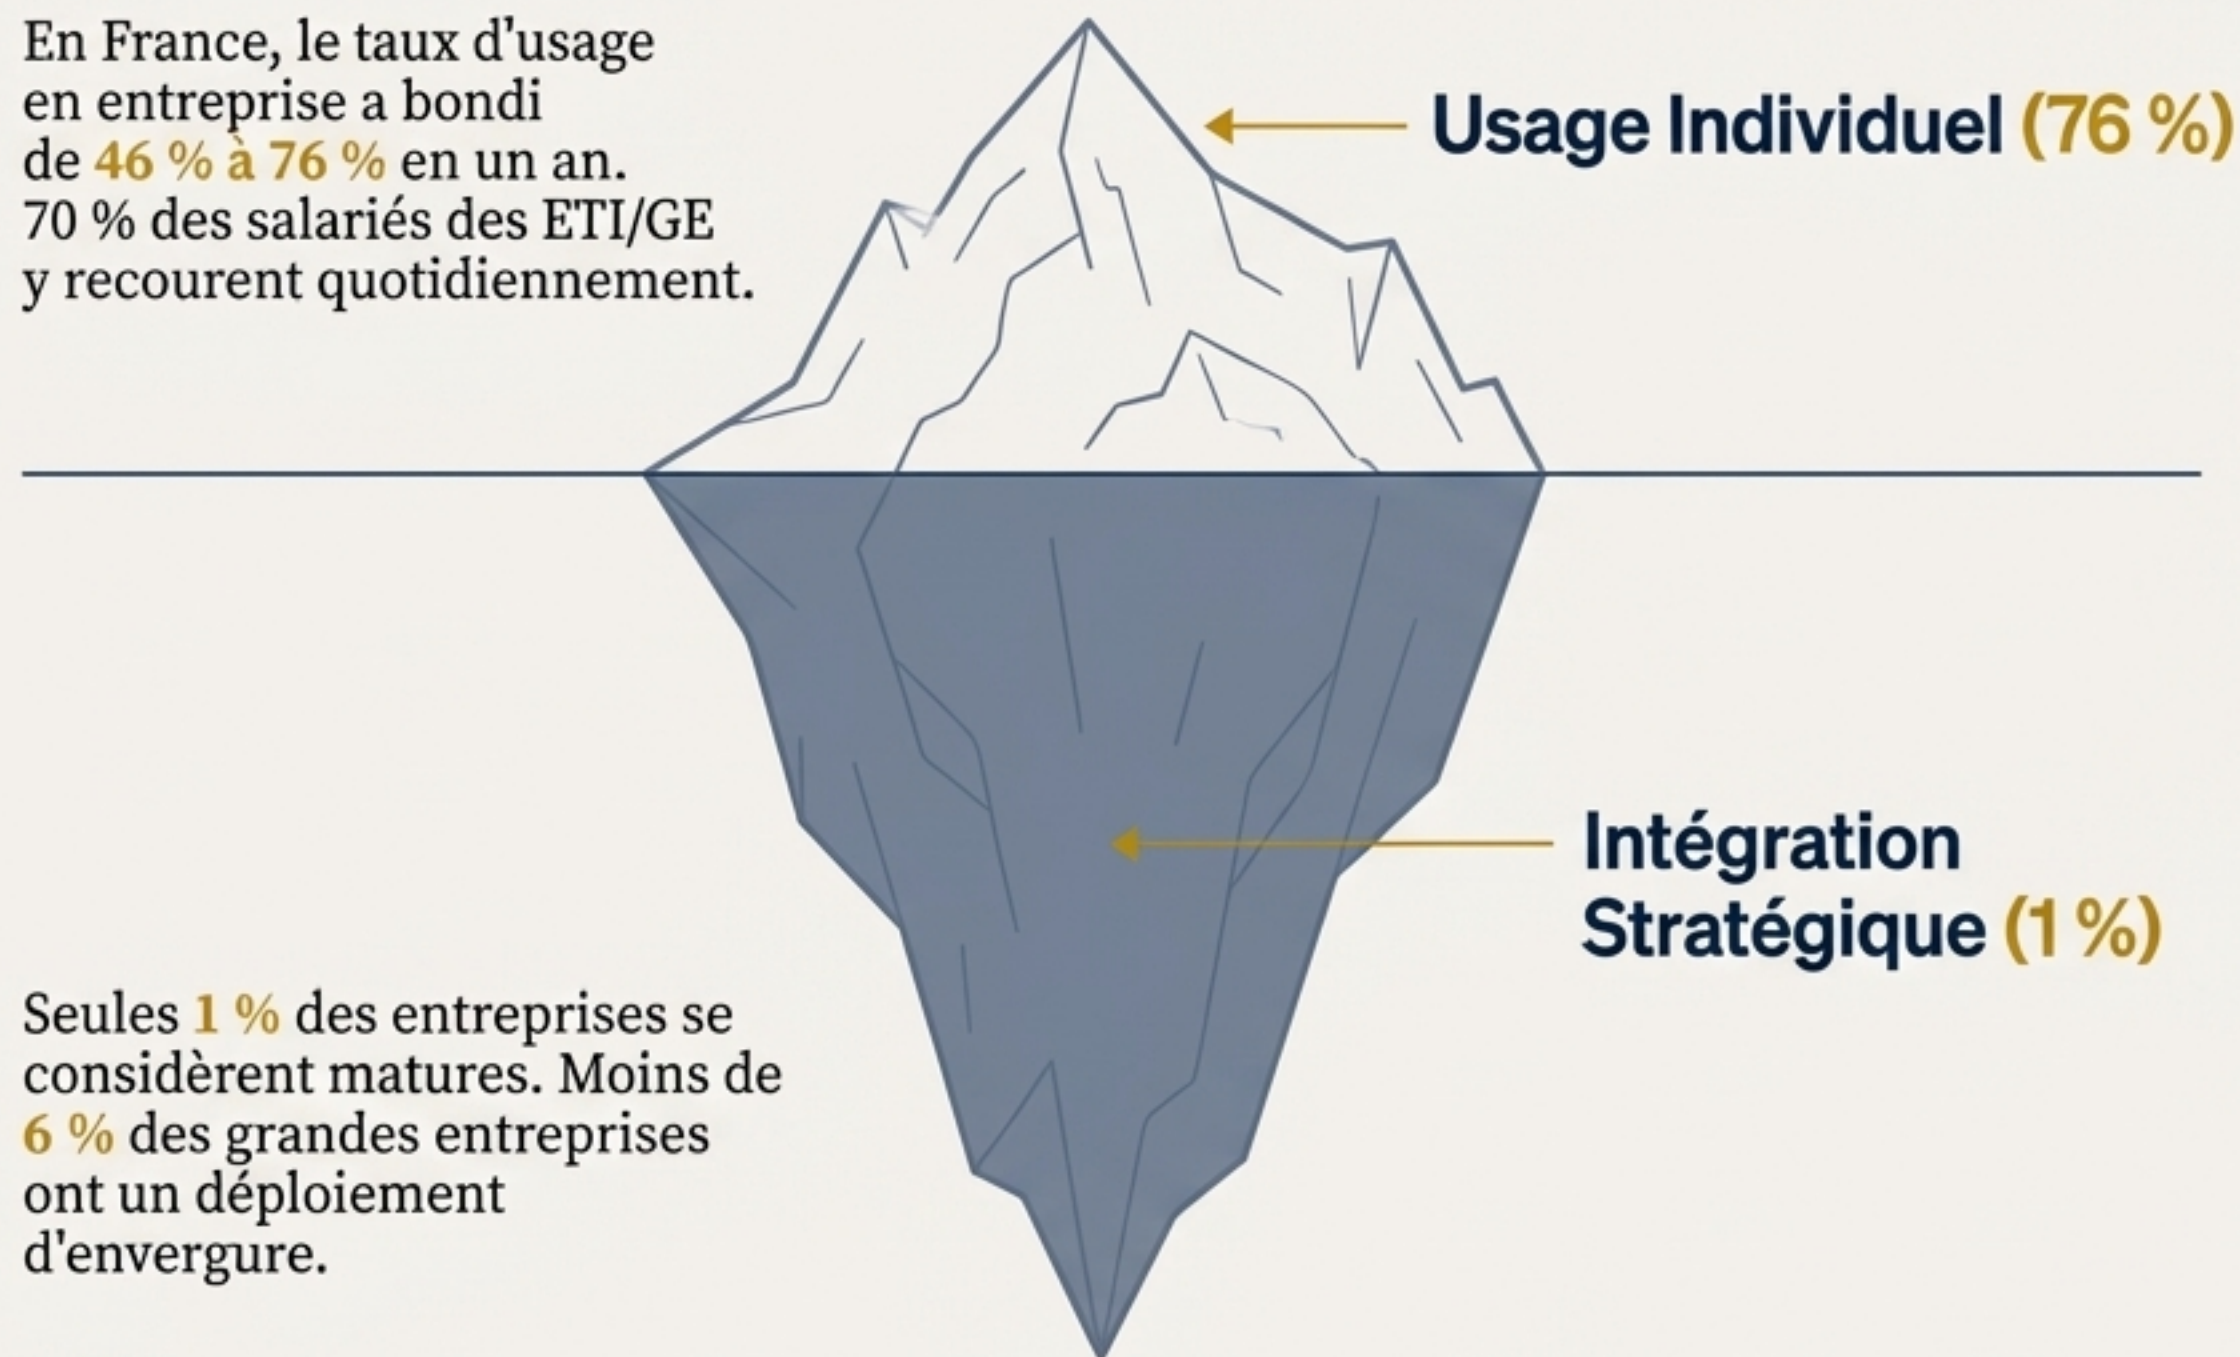 En France, le taux d'usage
en entreprise a bondi
de 46 % à 76 % en un an.
70 % des salariés des ETI/GE
y recourent quotidiennement.
Usage Individuel (76 %)
Intégration
Stratégique (1 %)
Seules 1 % des entreprises se
considèrent matures. Moins de
6 % des grandes entreprises
ont un déploiement
d'envergure.